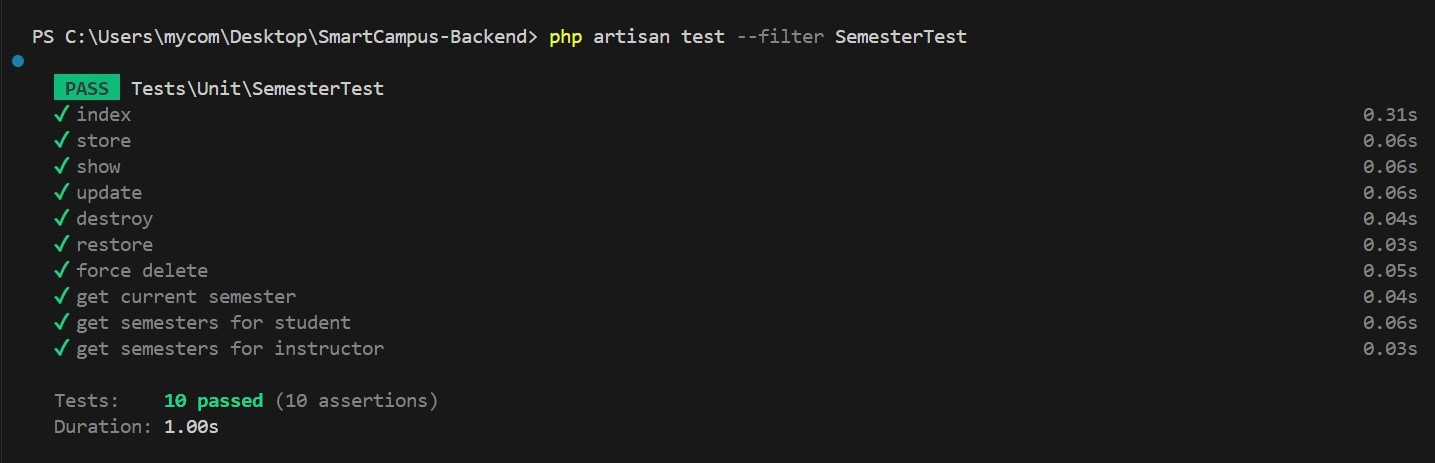 PS C:\Users\mycom\Desktop\SmartCampus-Backend> php artisan test --filter SemesterTest
PASS Tests\Unit\SemesterTest
✓ index 0.31s
✓ store 0.06s
✓ show 0.06s
✓ update 0.06s
✓ destroy 0.04s
✓ restore 0.03s
✓ force delete 0.05s
✓ get current semester 0.04s
✓ get semesters for student 0.06s
✓ get semesters for instructor 0.03s
Tests: 10 passed (10 assertions)
Duration: 1.00s